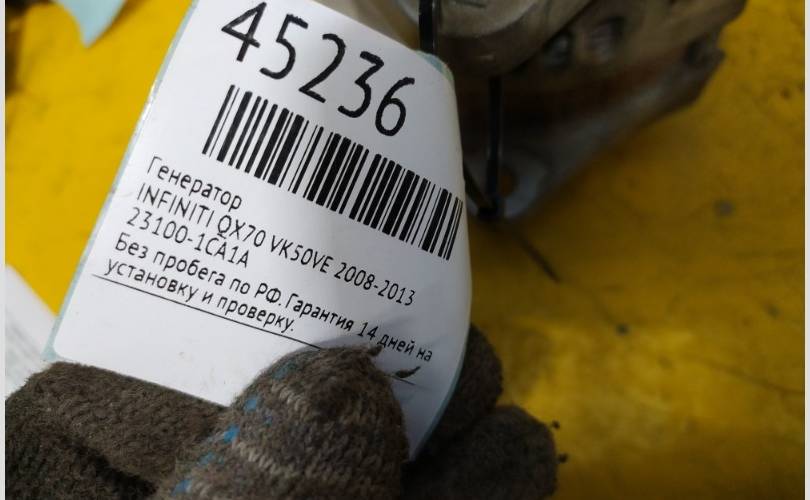 45236
Генератор
INFINITI QX70 VK50VE 2008-2013
23100-1CA1A
Без пробега по РФ. Гарантия 14 дней на
установку и проверку.